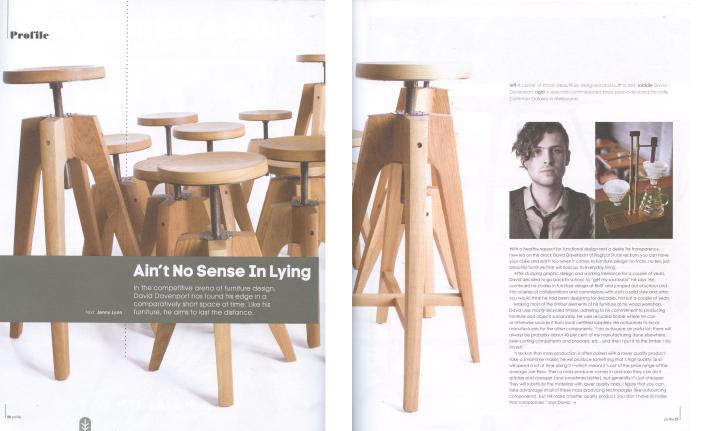 Profile
Ain't No Sense In Lying
In the competitive arena of furniture design,
David Davenport has found his edge in a
comparatively short space of time. Like his
furniture, he aims to last the distance.
text Jenny Lyon
profile
left A cluster of stools, beautifully designed and built to last. middle David
Davenport. right A specially commissioned brass pour-over stand for cafe
Common Galaxia in Melbourne.
With a healthy respect for functional design and a desire for transparency,
new kid on the block David Davenport of Illogical Studs reckons you can have
your cake and eat it too when it comes to furniture design: no tricks, no lies, just
beautiful furniture that will hold up to everyday living.
After studying graphic design and working freelance for a couple of years,
David decided to go back to school, to "get my soul back" he says. He
continued his studies in furniture design at RMIT and jumped out of school and
into a series of collaborations and commissions with such a solid style and ethic,
you would think he had been designing for decades, not just a couple of years.
Making most of the timber elements of his furniture at his wood workshop,
David uses mostly recycled timber, adhering to his commitment to producing
furniture and objects sustainably. He uses recycled timber where he can
or otherwise sources it from local certified suppliers. He outsources to local
manufacturers for the other components: "I do outsource an awful lot; there will
always be probably about 40 per cent of my manufacturing done elsewhere,
laser-cutting components and brackets, etc., and then I put it to the timber I do
myself."
"I reckon that mass-production is often paired with a lower quality product.
Take a small-time maker; he will produce something that's high quality, and
will spend a lot of time doing it – which means it's out of the price range of the
average Joe Blow. Then a mass-producer comes in and says they can do it
quicker and cheaper (and sometimes better), but generally it's just cheaper.
They will substitute the materials with lower quality ones. I figure that you can
take advantage of all of these mass-producing technologies (like outsourcing
components), but still make a better quality product; you don't have to make
that compromise," says David.
profile